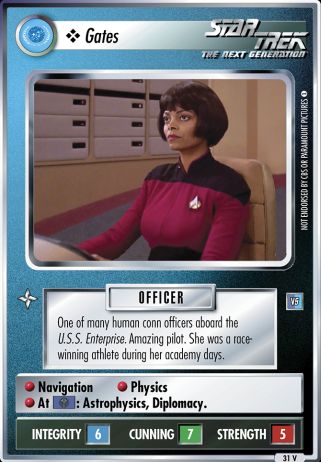 ❖ Gates
STAR TREK
THE NEXT GENERATION
NOT ENDORSED BY CBS OR PARAMOUNT PICTURES
OFFICER
VS
One of many human conn officers aboard the
U.S.S. Enterprise. Amazing pilot. She was a race-
winning athlete during her academy days.
Navigation Physics
At : Astrophysics, Diplomacy.
INTEGRITY 6 CUNNING 7 STRENGTH 5
31 V